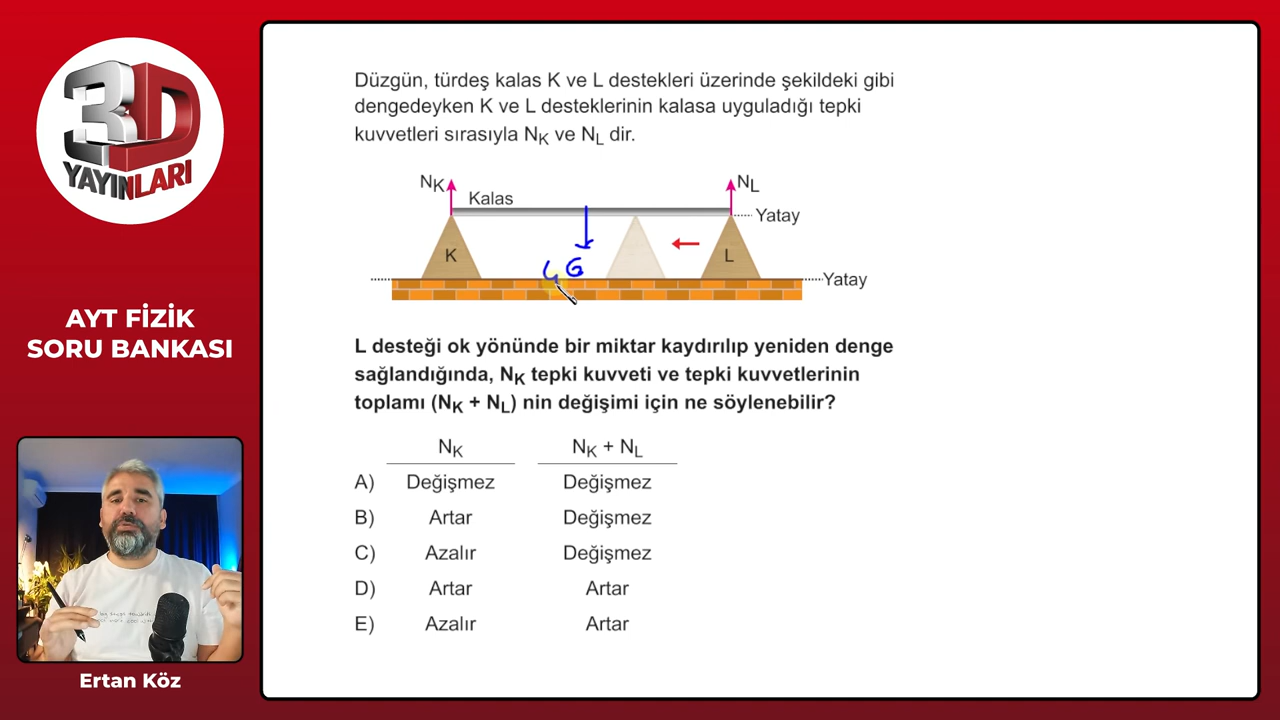 3D
YAYINLARI
AYT FİZİK
SORU BANKASI
Ertan Köz
Düzgün, türdeş kalas K ve L destekleri üzerinde şekildeki gibi
dengedeyken K ve L desteklerinin kalasa uyguladığı tepki
kuvvetleri sırasıyla NK ve NL dir.
NK
NL
Kalas
Yatay
K
L
G
Yatay
L desteği ok yönünde bir miktar kaydırılıp yeniden denge
sağlandığında, NK tepki kuvveti ve tepki kuvvetlerinin
toplamı (NK + NL) nin değişimi için ne söylenebilir?
NK NK + NL
A) Değişmez Değişmez
B) Artar Değişmez
C) Azalır Değişmez
D) Artar Artar
E) Azalır Artar